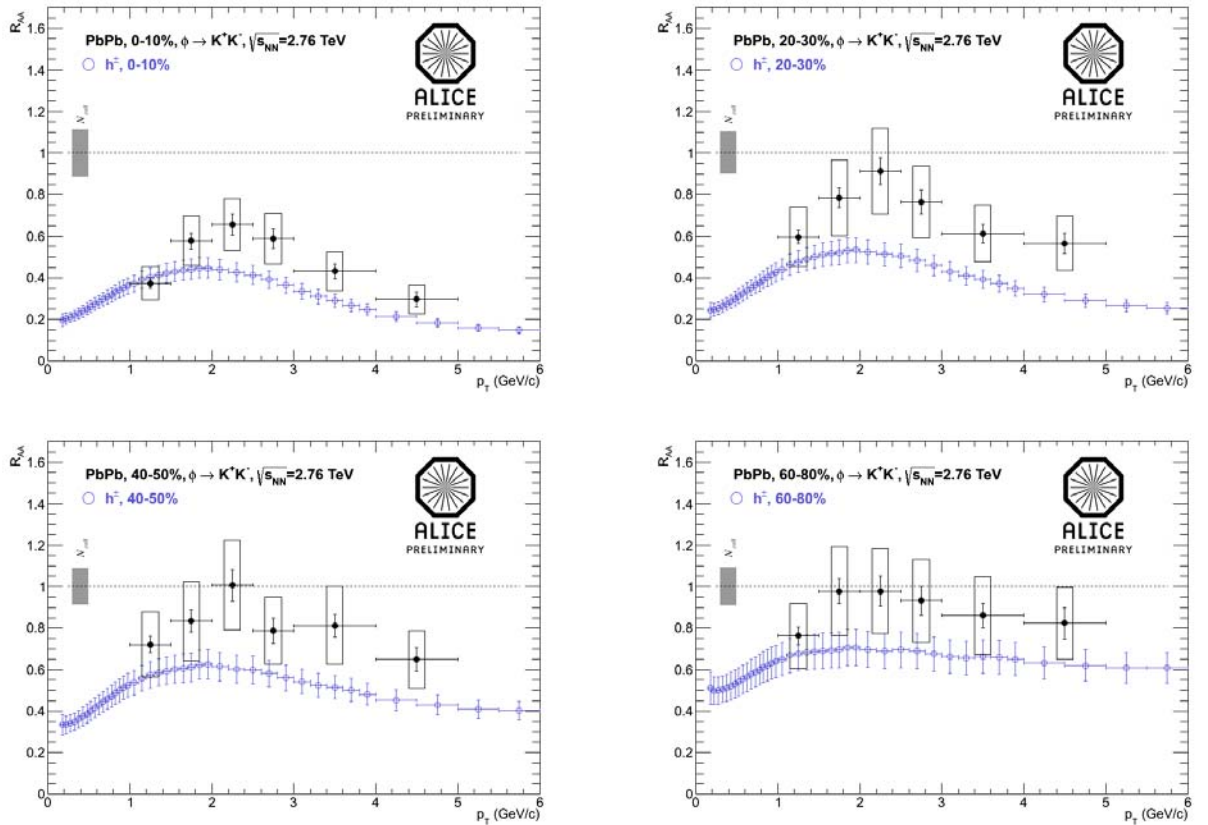 R_AA
PbPb, 0-10%, ϕ → K⁺K⁻, √s_NN=2.76 TeV
h±, 0-10%
ALICE
PRELIMINARY
N_coll
1.6
1.4
1.2
1
0.8
0.6
0.4
0.2
0
0 1 2 3 4 5 6
p_T (GeV/c)
R_AA
PbPb, 20-30%, ϕ → K⁺K⁻, √s_NN=2.76 TeV
h±, 20-30%
ALICE
PRELIMINARY
N_coll
1.6
1.4
1.2
1
0.8
0.6
0.4
0.2
0
0 1 2 3 4 5 6
p_T (GeV/c)
R_AA
PbPb, 40-50%, ϕ → K⁺K⁻, √s_NN=2.76 TeV
h±, 40-50%
ALICE
PRELIMINARY
N_coll
1.6
1.4
1.2
1
0.8
0.6
0.4
0.2
0
0 1 2 3 4 5 6
p_T (GeV/c)
R_AA
PbPb, 60-80%, ϕ → K⁺K⁻, √s_NN=2.76 TeV
h±, 60-80%
ALICE
PRELIMINARY
N_coll
1.6
1.4
1.2
1
0.8
0.6
0.4
0.2
0
0 1 2 3 4 5 6
p_T (GeV/c)